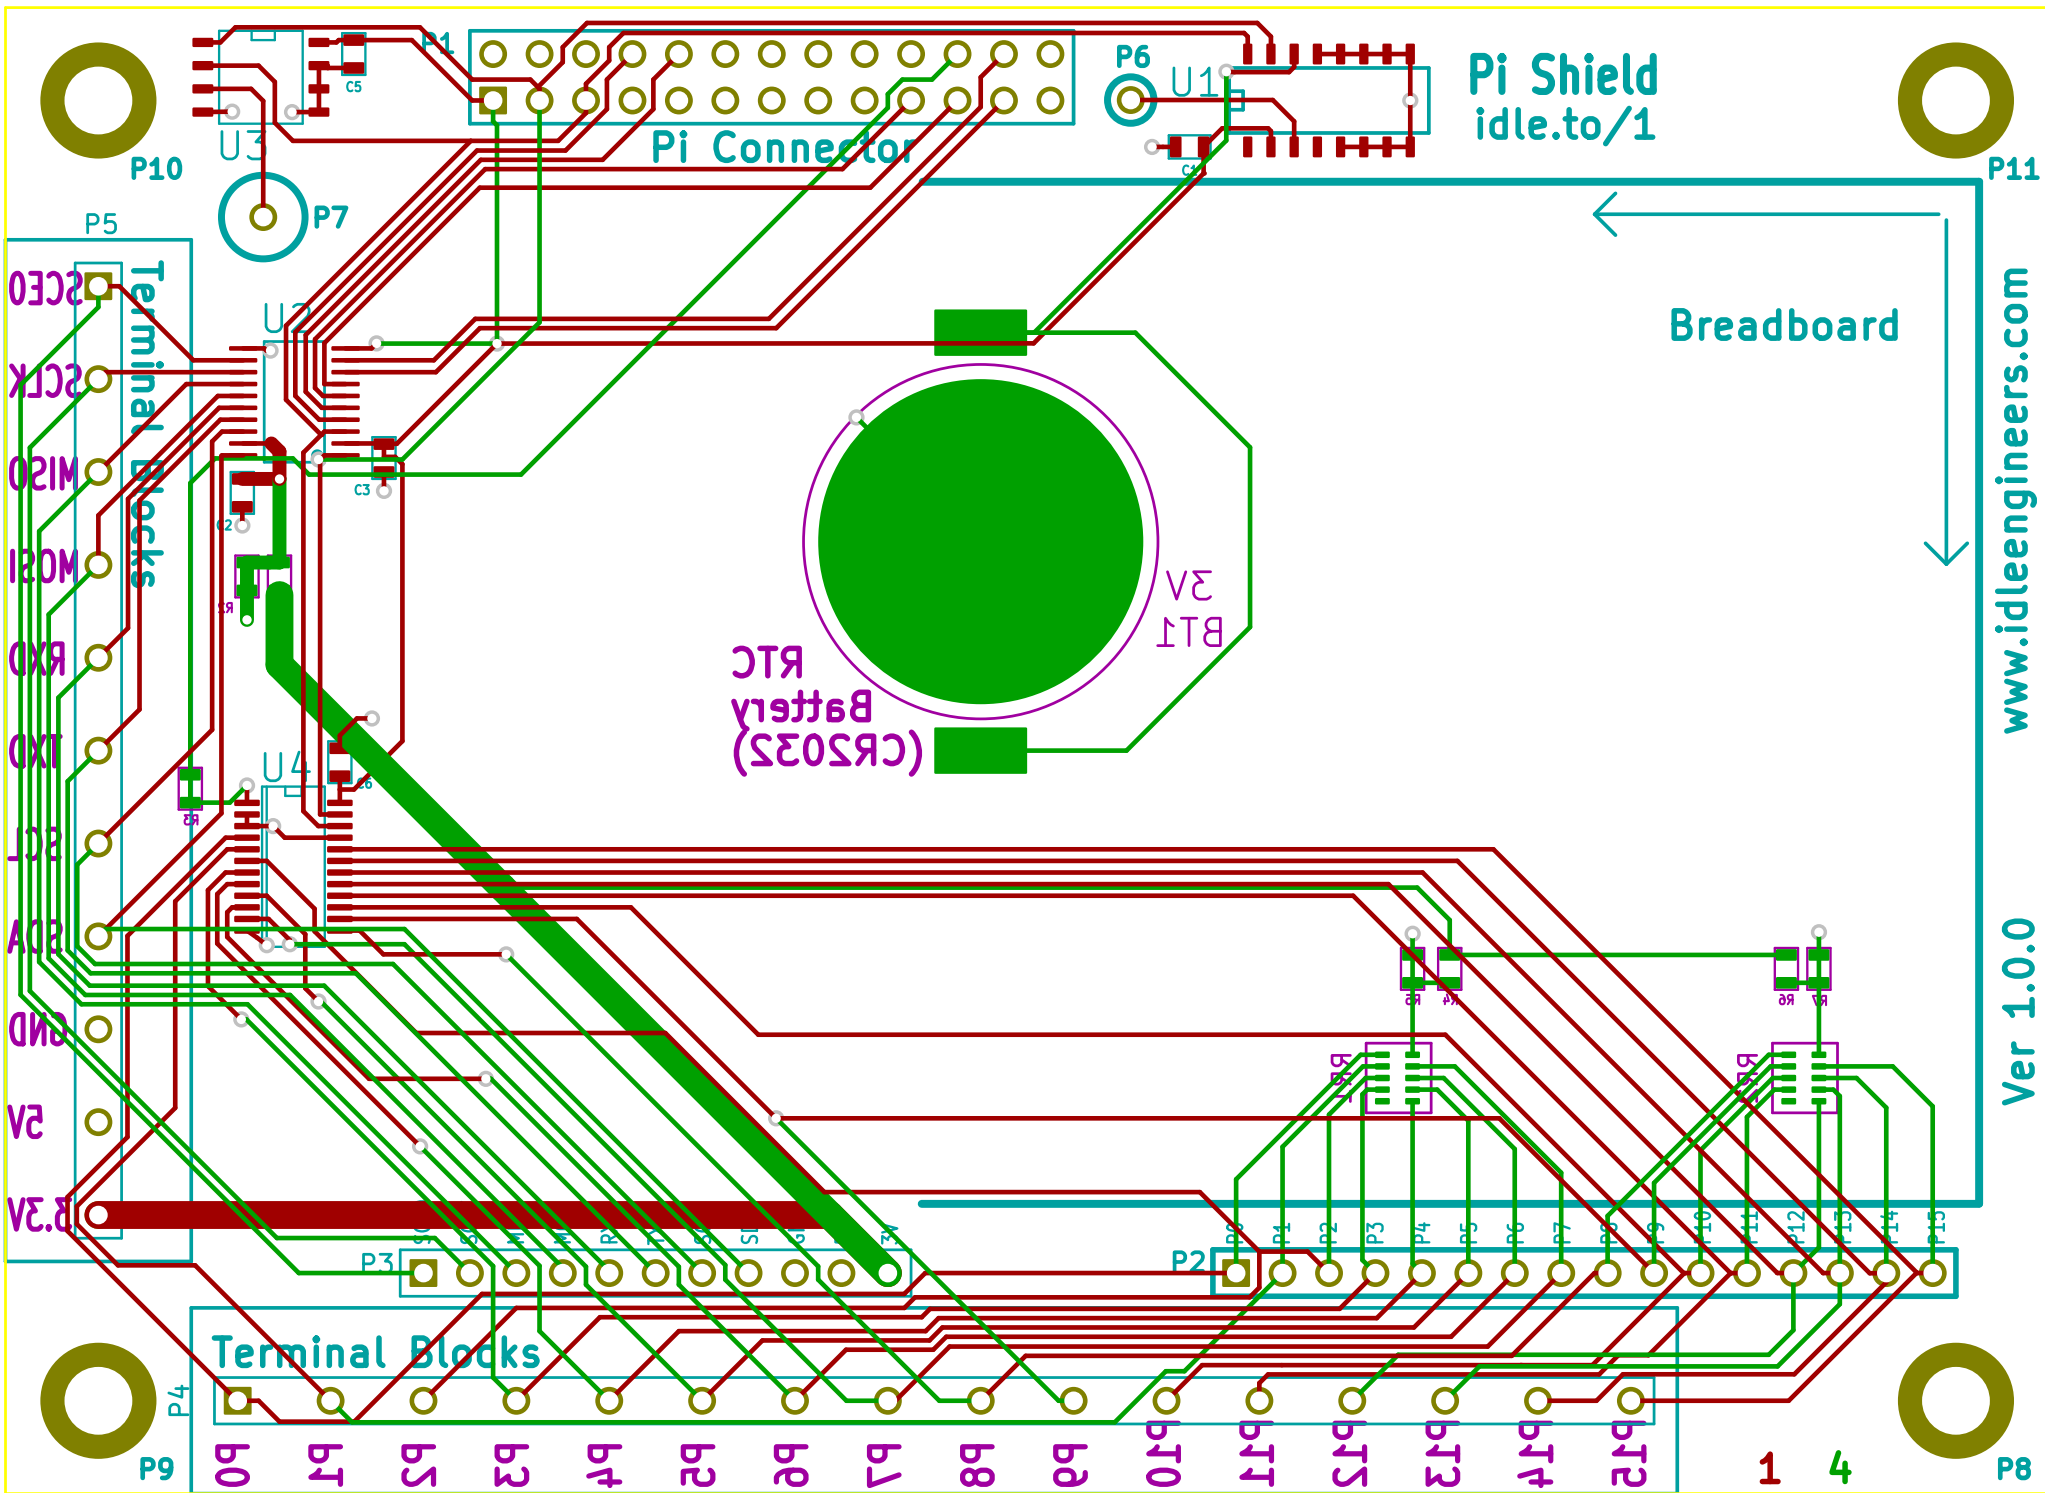 P1
C5
U3
P10
Pi Connector
P6
U1
C1
Pi Shield
idle.to/1
P11
P7
P5
Terminal Blocks
SCE0
SCLK
MISO
MOSI
RXD
TXD
SCL
SDA
GND
5V
3.3V
U2
C3
C2
R2
U4
R3
Breadboard
www.idleengineers.com
Ver 1.0.0
3V
BT1
RTC
Battery
(CR2032)
R5
R4
R6
R7
RR1
P3
3V
P2
P0
P1
P2
P3
P4
P5
P6
P7
P8
P9
P10
P11
P12
P13
P14
P15
Terminal Blocks
P4
P9
P0
P1
P2
P3
P4
P5
P6
P7
P8
P9
P10
P11
P12
P13
P14
P15
1 4
P8